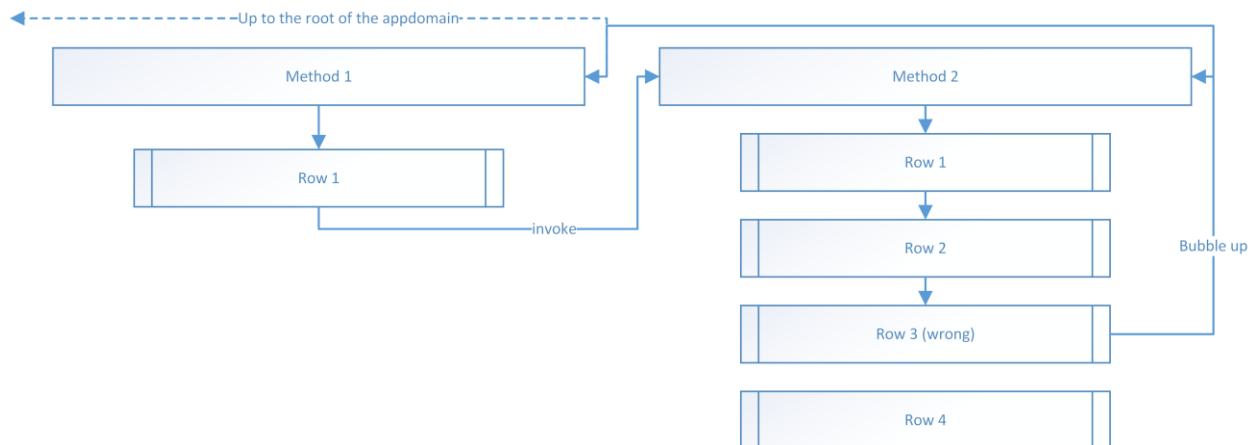 Up to the root of the appdomain
Method 1
Method 2
Row 1
Row 1
invoke
Row 2
Bubble up
Row 3 (wrong)
Row 4